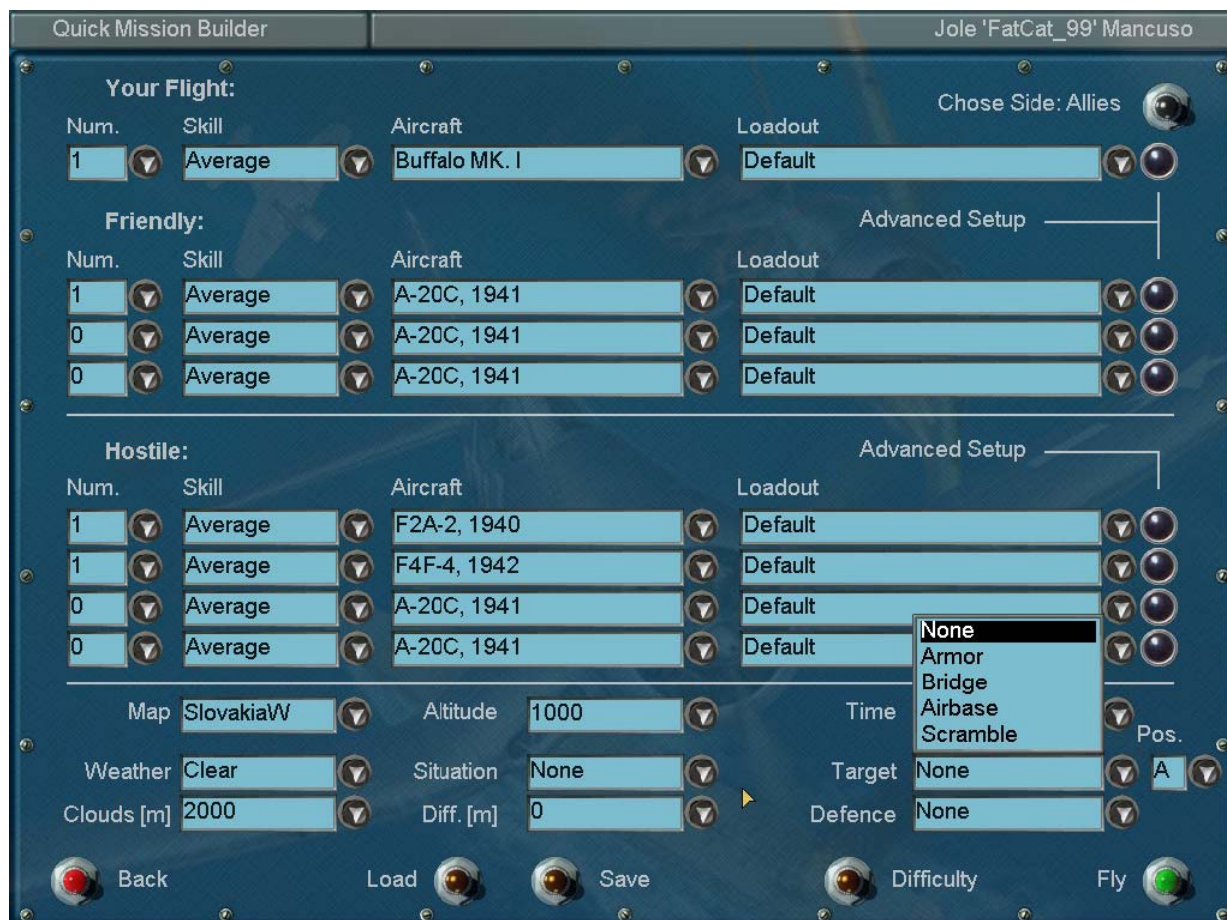 Quick Mission Builder
Jole 'FatCat_99' Mancuso
Your Flight:
Chose Side: Allies
Num. Skill Aircraft Loadout
1 Average Buffalo MK. I Default
Friendly:
Advanced Setup
Num. Skill Aircraft Loadout
1 Average A-20C, 1941 Default
0 Average A-20C, 1941 Default
0 Average A-20C, 1941 Default
Hostile:
Advanced Setup
Num. Skill Aircraft Loadout
1 Average F2A-2, 1940 Default
1 Average F4F-4, 1942 Default
0 Average A-20C, 1941 Default
0 Average A-20C, 1941 Default
None
Armor
Bridge
Airbase
Scramble
Map SlovakiaW Altitude 1000 Time
Pos.
Weather Clear Situation None Target None A
Clouds [m] 2000 Diff. [m] 0 Defence None
Back Load Save Difficulty Fly